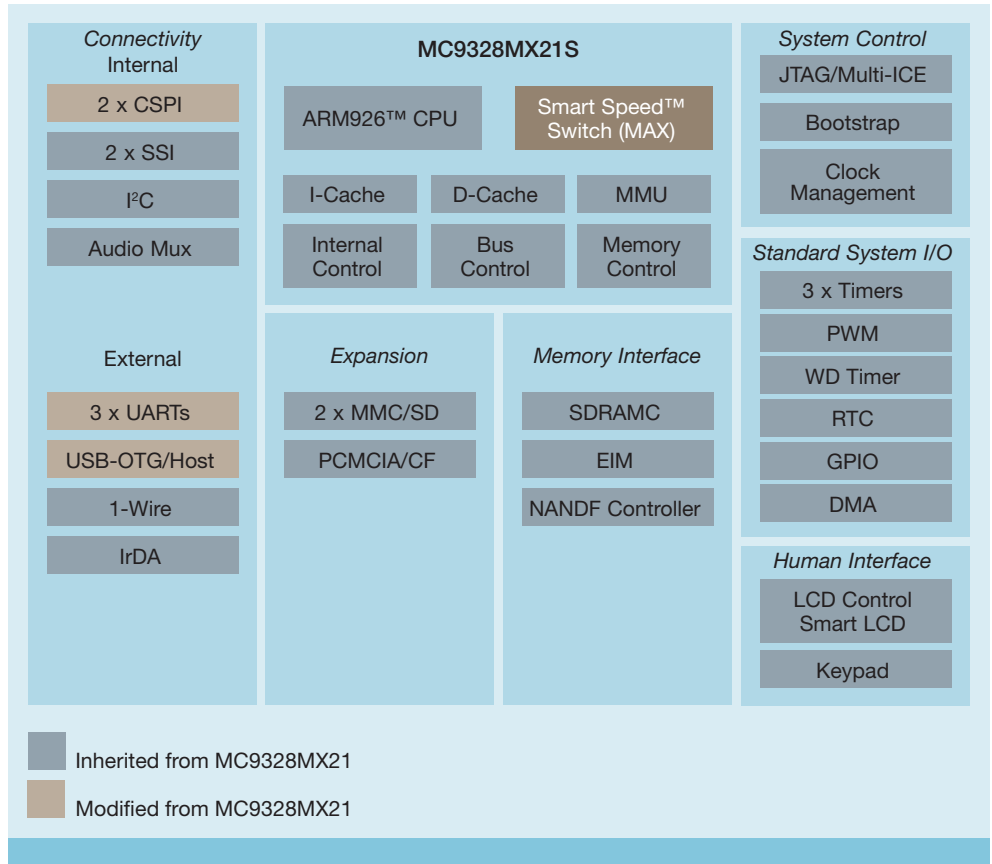 Connectivity
Internal
2 x CSPI
2 x SSI
I²C
Audio Mux
External
3 x UARTs
USB-OTG/Host
1-Wire
IrDA
MC9328MX21S
ARM926™ CPU
Smart Speed™
Switch (MAX)
I-Cache
D-Cache
MMU
Internal
Control
Bus
Control
Memory
Control
Expansion
2 x MMC/SD
PCMCIA/CF
Memory Interface
SDRAMC
EIM
NANDF Controller
System Control
JTAG/Multi-ICE
Bootstrap
Clock
Management
Standard System I/O
3 x Timers
PWM
WD Timer
RTC
GPIO
DMA
Human Interface
LCD Control
Smart LCD
Keypad
Inherited from MC9328MX21
Modified from MC9328MX21